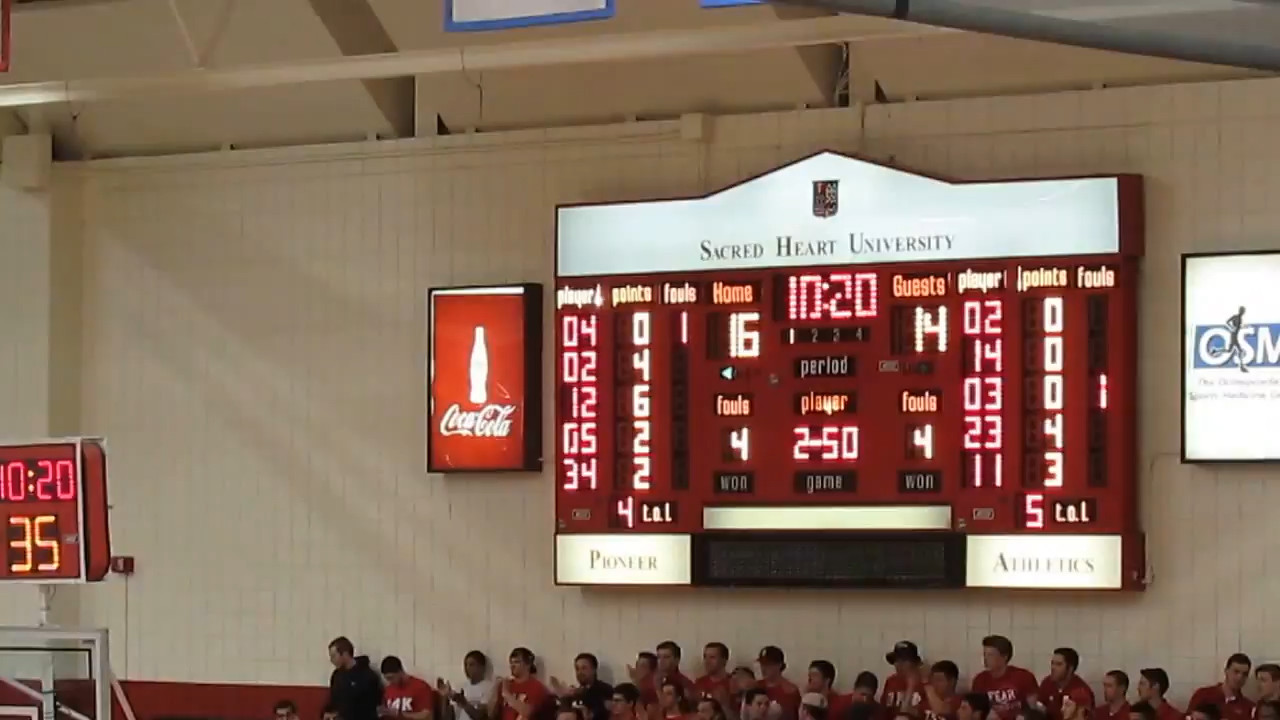 SACRED HEART UNIVERSITY
player points fouls Home 10:20 Guests player points fouls
04 0 1 16 1 2 3 4 14 02 0
02 4 period 14 0
12 6 fouls player fouls 03 0 1
05 2 4 2-50 4 23 4
34 2 won game won 11 3
4 t.o.l 5 t.o.l
PIONEER ATHLETICS
Coca-Cola
OSM
10:20
35